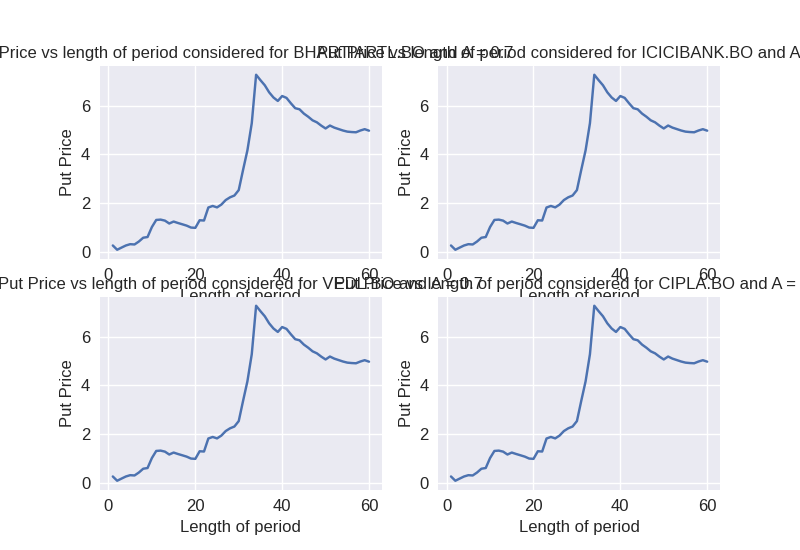 Price vs length of period considered for BHARTIARTL.BO and A = 0.7
Put Price vs length of period considered for ICICIBANK.BO and A
6
4
2
0
Put Price
0
20
40
60
Length of period
6
4
2
0
Put Price
0
20
40
60
Length of period
Put Price vs length of period considered for VEDL.BO and A = 0.7
Put Price vs length of period considered for CIPLA.BO and A =
6
4
2
0
Put Price
0
20
40
60
Length of period
6
4
2
0
Put Price
0
20
40
60
Length of period